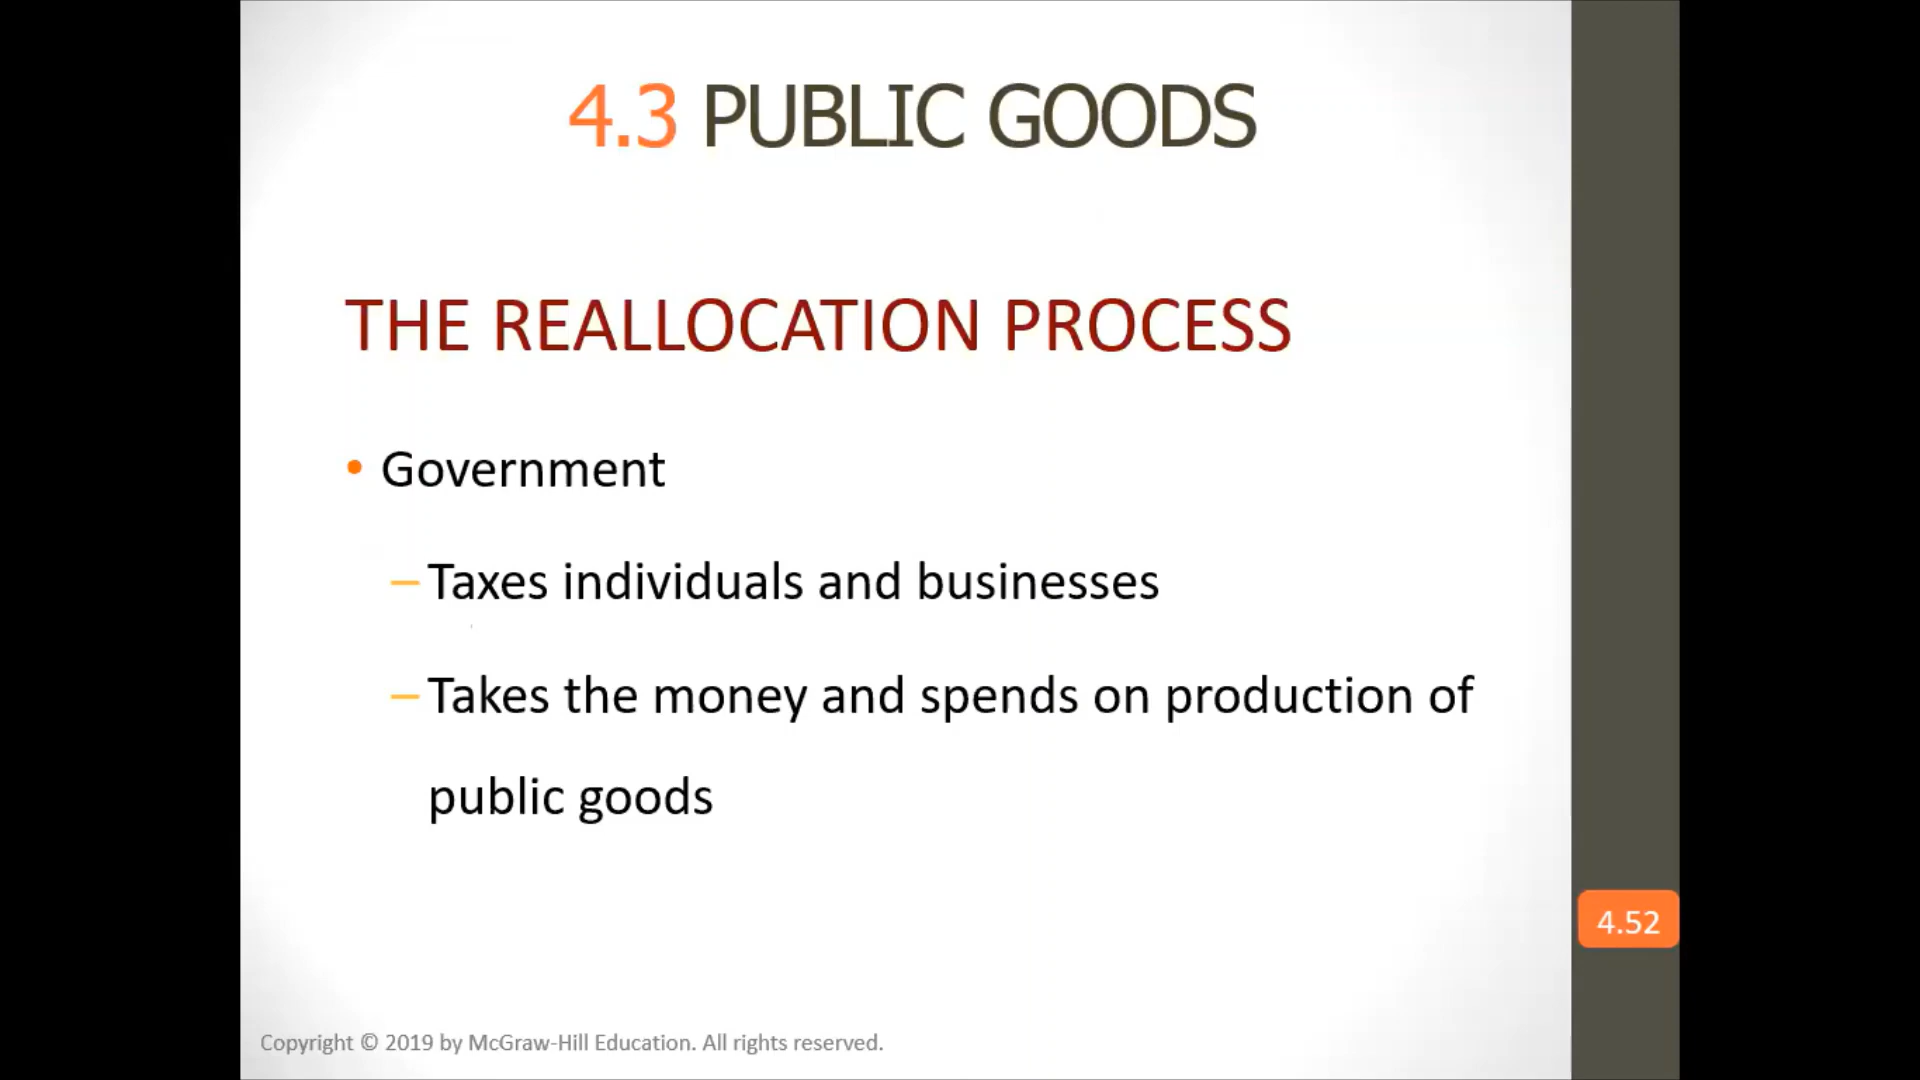 4.3 PUBLIC GOODS
THE REALLOCATION PROCESS
• Government
– Taxes individuals and businesses
– Takes the money and spends on production of
public goods
4.52
Copyright © 2019 by McGraw-Hill Education. All rights reserved.